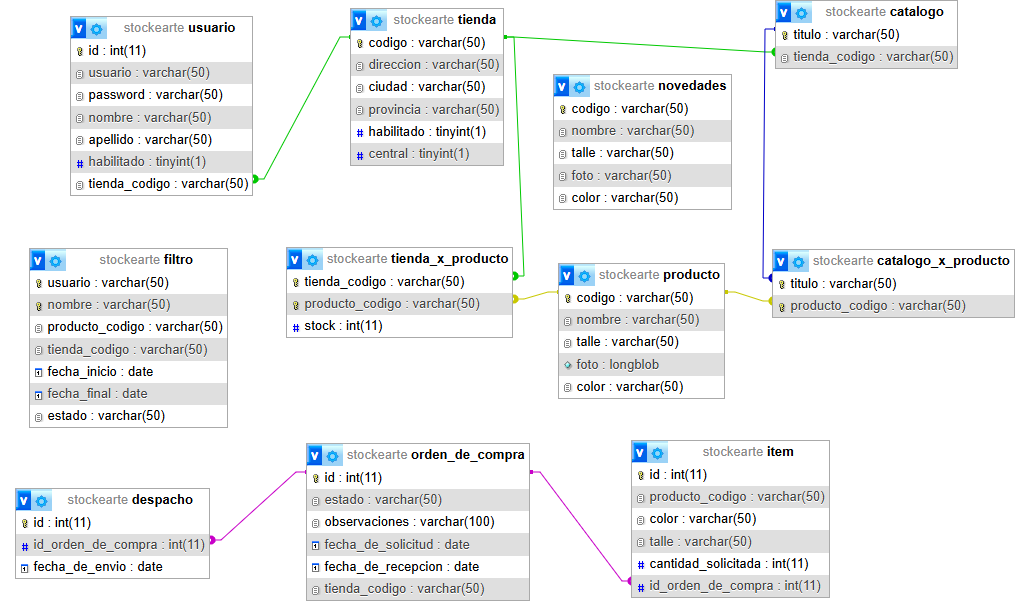 stockearte usuario
id : int(11)
usuario : varchar(50)
password : varchar(50)
nombre : varchar(50)
apellido : varchar(50)
habilitado : tinyint(1)
tienda_codigo : varchar(50)
stockearte tienda
codigo : varchar(50)
direccion : varchar(50)
ciudad : varchar(50)
provincia : varchar(50)
habilitado : tinyint(1)
central : tinyint(1)
stockearte catalogo
titulo : varchar(50)
tienda_codigo : varchar(50)
stockearte novedades
codigo : varchar(50)
nombre : varchar(50)
talle : varchar(50)
foto : varchar(50)
color : varchar(50)
stockearte filtro
usuario : varchar(50)
nombre : varchar(50)
producto_codigo : varchar(50)
tienda_codigo : varchar(50)
fecha_inicio : date
fecha_final : date
estado : varchar(50)
stockearte tienda_x_producto
tienda_codigo : varchar(50)
producto_codigo : varchar(50)
stock : int(11)
stockearte producto
codigo : varchar(50)
nombre : varchar(50)
talle : varchar(50)
foto : longblob
color : varchar(50)
stockearte catalogo_x_producto
titulo : varchar(50)
producto_codigo : varchar(50)
stockearte despacho
id : int(11)
id_orden_de_compra : int(11)
fecha_de_envio : date
stockearte orden_de_compra
id : int(11)
estado : varchar(50)
observaciones : varchar(100)
fecha_de_solicitud : date
fecha_de_recepcion : date
tienda_codigo : varchar(50)
stockearte item
id : int(11)
producto_codigo : varchar(50)
color : varchar(50)
talle : varchar(50)
cantidad_solicitada : int(11)
id_orden_de_compra : int(11)